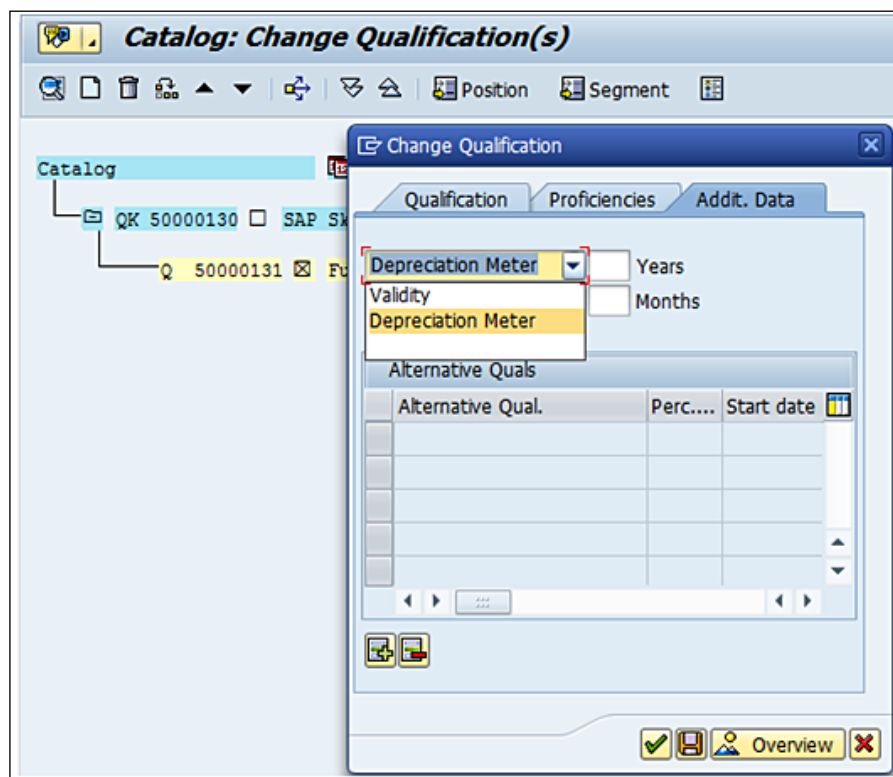 Catalog: Change Qualification(s)
Position Segment
Change Qualification
Catalog
Qualification Proficiencies Addit. Data
QK 50000130 SAP Sk
Depreciation Meter Years
Q 50000131 Fu
Validity Months
Depreciation Meter
Alternative Quals
Alternative Qual. Perc.... Start date
Overview